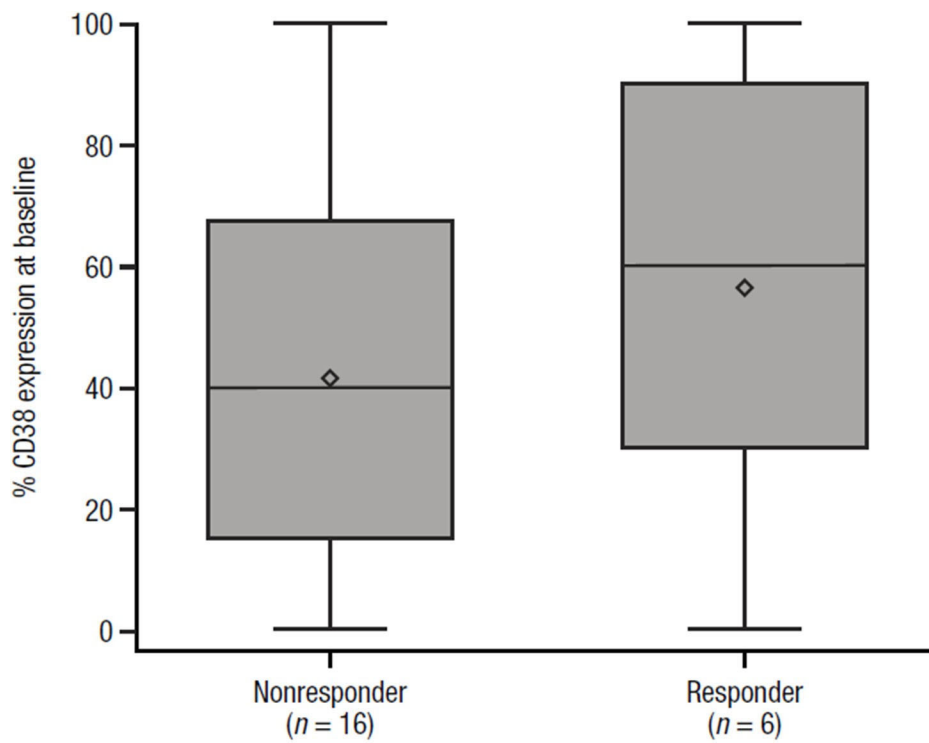 % CD38 expression at baseline
100
80
60
40
20
0
Nonresponder
(n = 16)
Responder
(n = 6)